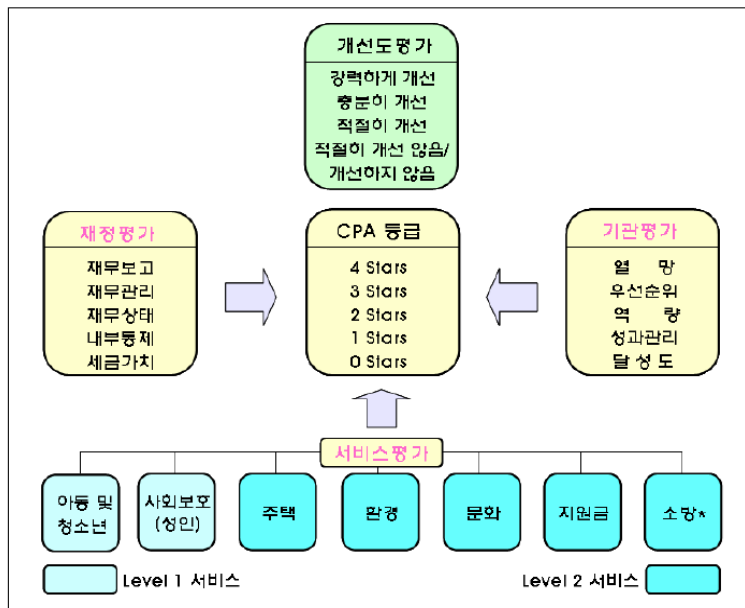 개선도평가
강력하게 개선
충분히 개선
적절히 개선
적절히 개선 않음/
개선하지 않음
재정평가
재무보고
재무관리
재무상태
내부통제
세금가치
CPA 등급
4 Stars
3 Stars
2 Stars
1 Stars
0 Stars
기관평가
열 망
우선순위
역 량
성과관리
달 성 도
서비스평가
아동 및
청소년
사회보호
(성인)
주택
환경
문화
지원금
소방*
Level 1 서비스
Level 2 서비스